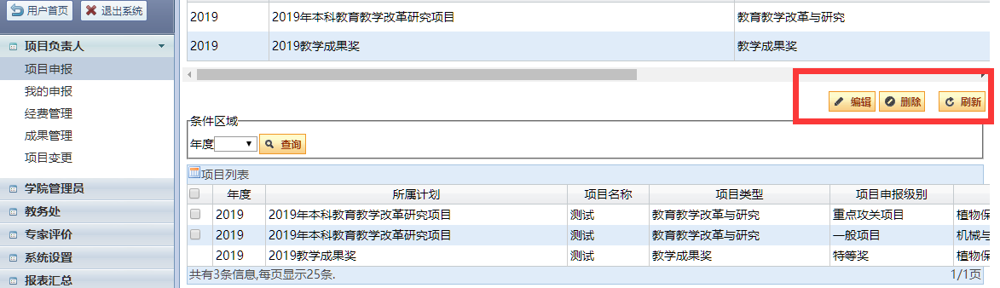 用户首页 退出系统
项目负责人
项目申报
我的申报
经费管理
成果管理
项目变更
学院管理员
教务处
专家评价
系统设置
报表汇总
2019 2019年本科教育教学改革研究项目 教育教学改革与研究
2019 2019教学成果奖 教学成果奖
编辑 删除 刷新
条件区域
年度 查询
项目列表
年度 所属计划 项目名称 项目类型 项目申报级别
2019 2019年本科教育教学改革研究项目 测试 教育教学改革与研究 重点攻关项目 植物保
2019 2019年本科教育教学改革研究项目 测试 教育教学改革与研究 一般项目 机械与
2019 2019教学成果奖 测试 教学成果奖 特等奖 植物保
共有3条信息,每页显示25条. 1/1页